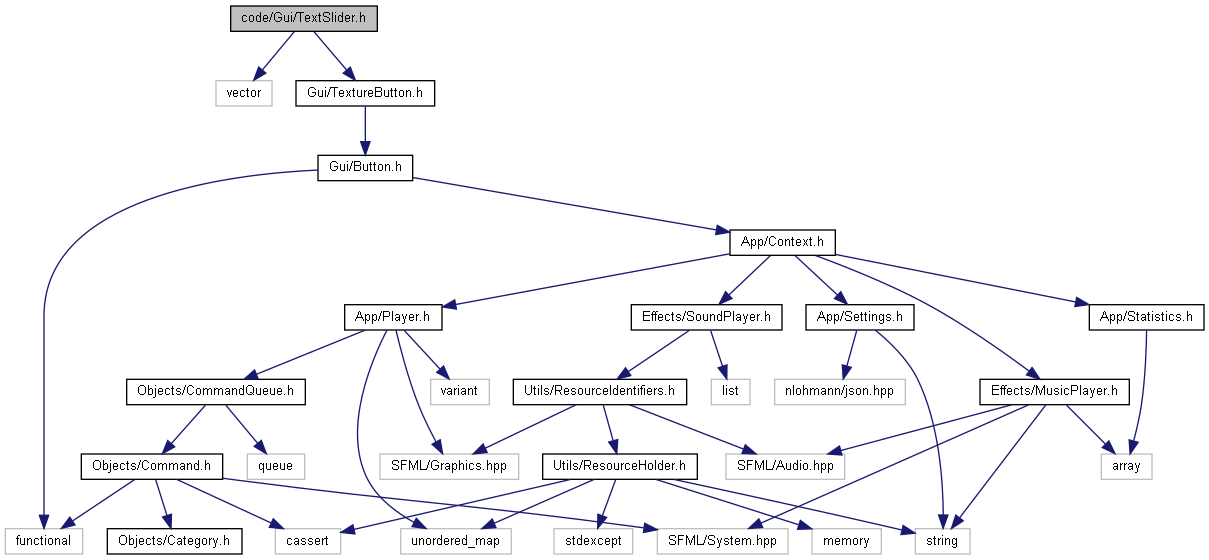 code/Gui/TextSlider.h
vector
Gui/TextureButton.h
Gui/Button.h
App/Context.h
App/Player.h
Effects/SoundPlayer.h
App/Settings.h
App/Statistics.h
Objects/CommandQueue.h
variant
Utils/ResourceIdentifiers.h
list
nlohmann/json.hpp
Effects/MusicPlayer.h
Objects/Command.h
queue
SFML/Graphics.hpp
Utils/ResourceHolder.h
SFML/Audio.hpp
array
functional
Objects/Category.h
cassert
unordered_map
stdexcept
SFML/System.hpp
memory
string